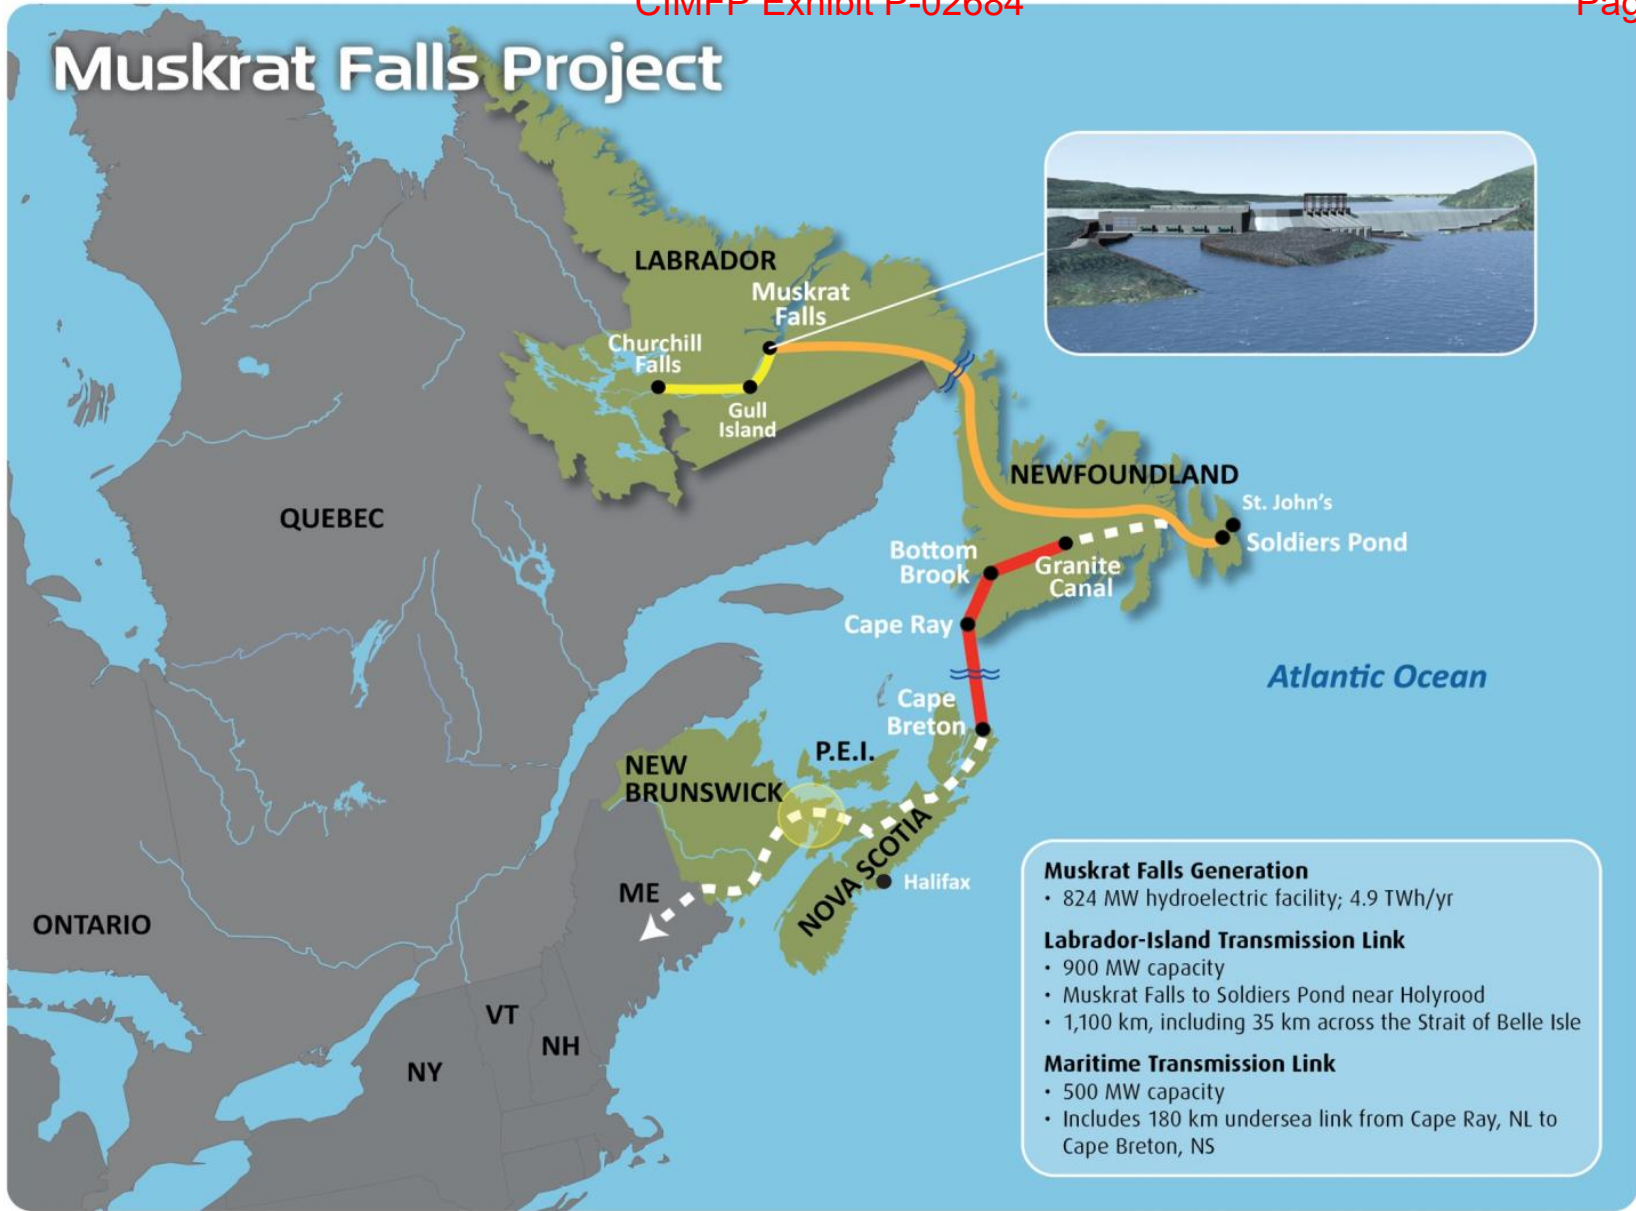 CIMFP Exhibit P-02684
Pag
Muskrat Falls Project
LABRADOR
Muskrat
Falls
Churchill
Falls
Gull
Island
NEWFOUNDLAND
St. John's
Soldiers Pond
QUEBEC
Bottom
Brook
Granite
Canal
Cape Ray
Atlantic Ocean
Cape
Breton
P.E.I.
NEW
BRUNSWICK
NOVA SCOTIA
Halifax
ME
ONTARIO
VT
NH
NY
Muskrat Falls Generation
• 824 MW hydroelectric facility; 4.9 TWh/yr
Labrador-Island Transmission Link
• 900 MW capacity
• Muskrat Falls to Soldiers Pond near Holyrood
• 1,100 km, including 35 km across the Strait of Belle Isle
Maritime Transmission Link
• 500 MW capacity
• Includes 180 km undersea link from Cape Ray, NL to
Cape Breton, NS